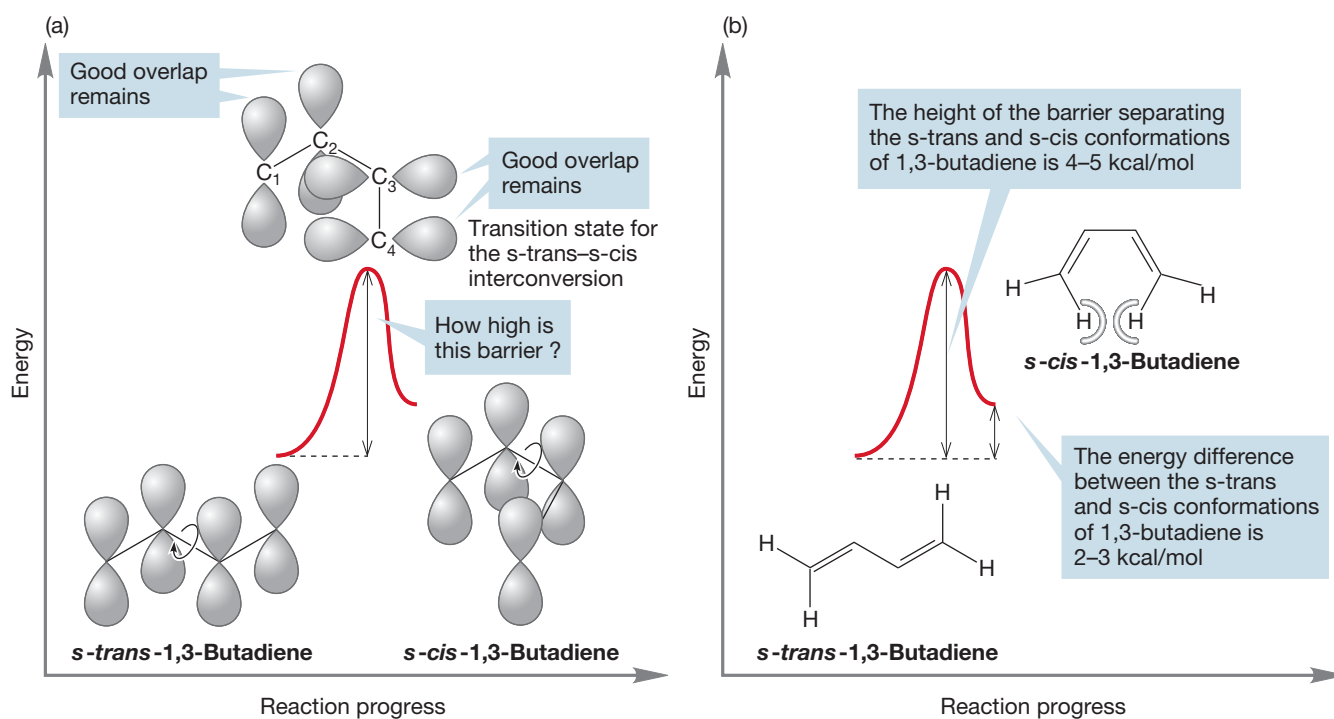 (a)
Energy
Good overlap
remains
C1
C2
C3
C4
Good overlap
remains
Transition state for
the s-trans–s-cis
interconversion
How high is
this barrier ?
s-trans-1,3-Butadiene
s-cis-1,3-Butadiene
Reaction progress
(b)
Energy
The height of the barrier separating
the s-trans and s-cis conformations
of 1,3-butadiene is 4–5 kcal/mol
H
H
H
H
s-cis-1,3-Butadiene
The energy difference
between the s-trans
and s-cis conformations
of 1,3-butadiene is
2–3 kcal/mol
H
H
H
H
s-trans-1,3-Butadiene
Reaction progress